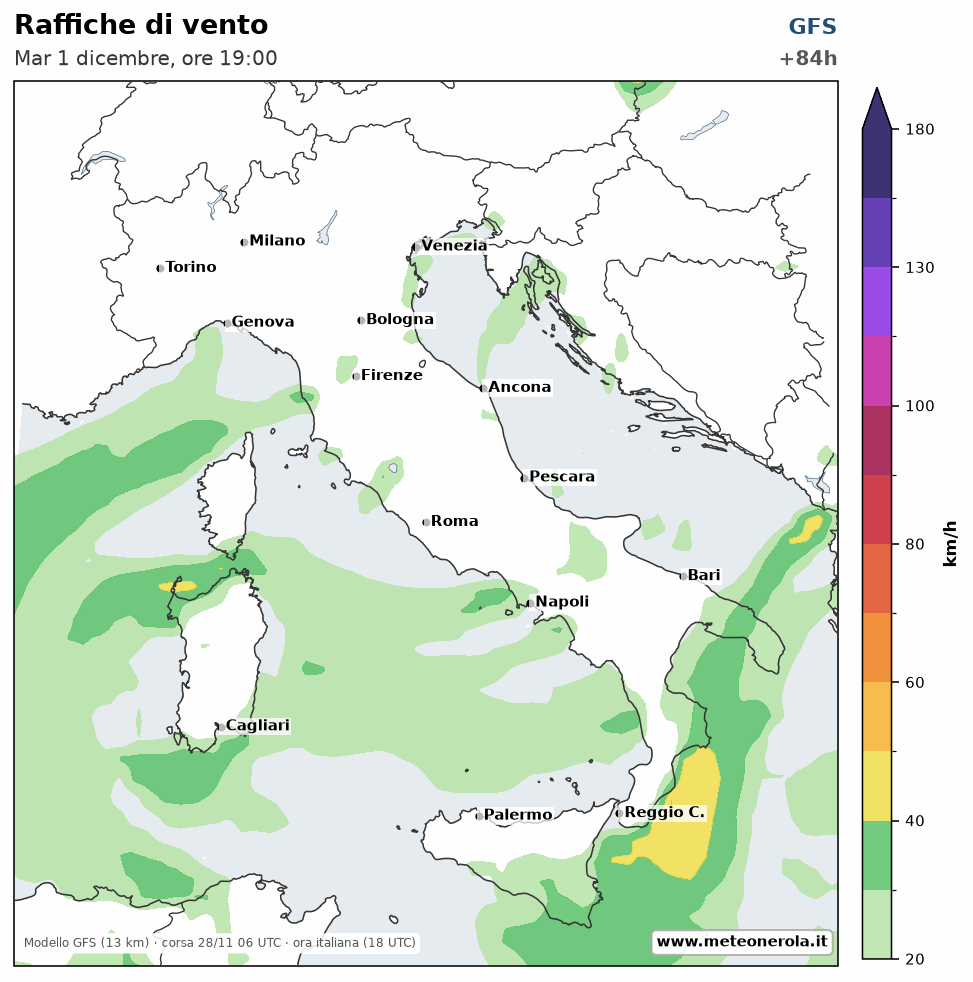 Raffiche di vento
GFS
Mar 1 dicembre, ore 19:00
+84h
180
130
100
80
60
40
20
km/h
Milano
Venezia
Torino
Genova
Bologna
Firenze
Ancona
Pescara
Roma
Bari
Napoli
Cagliari
Palermo
Reggio C.
Modello GFS (13 km) · corsa 28/11 06 UTC · ora italiana (18 UTC)
www.meteonerola.it